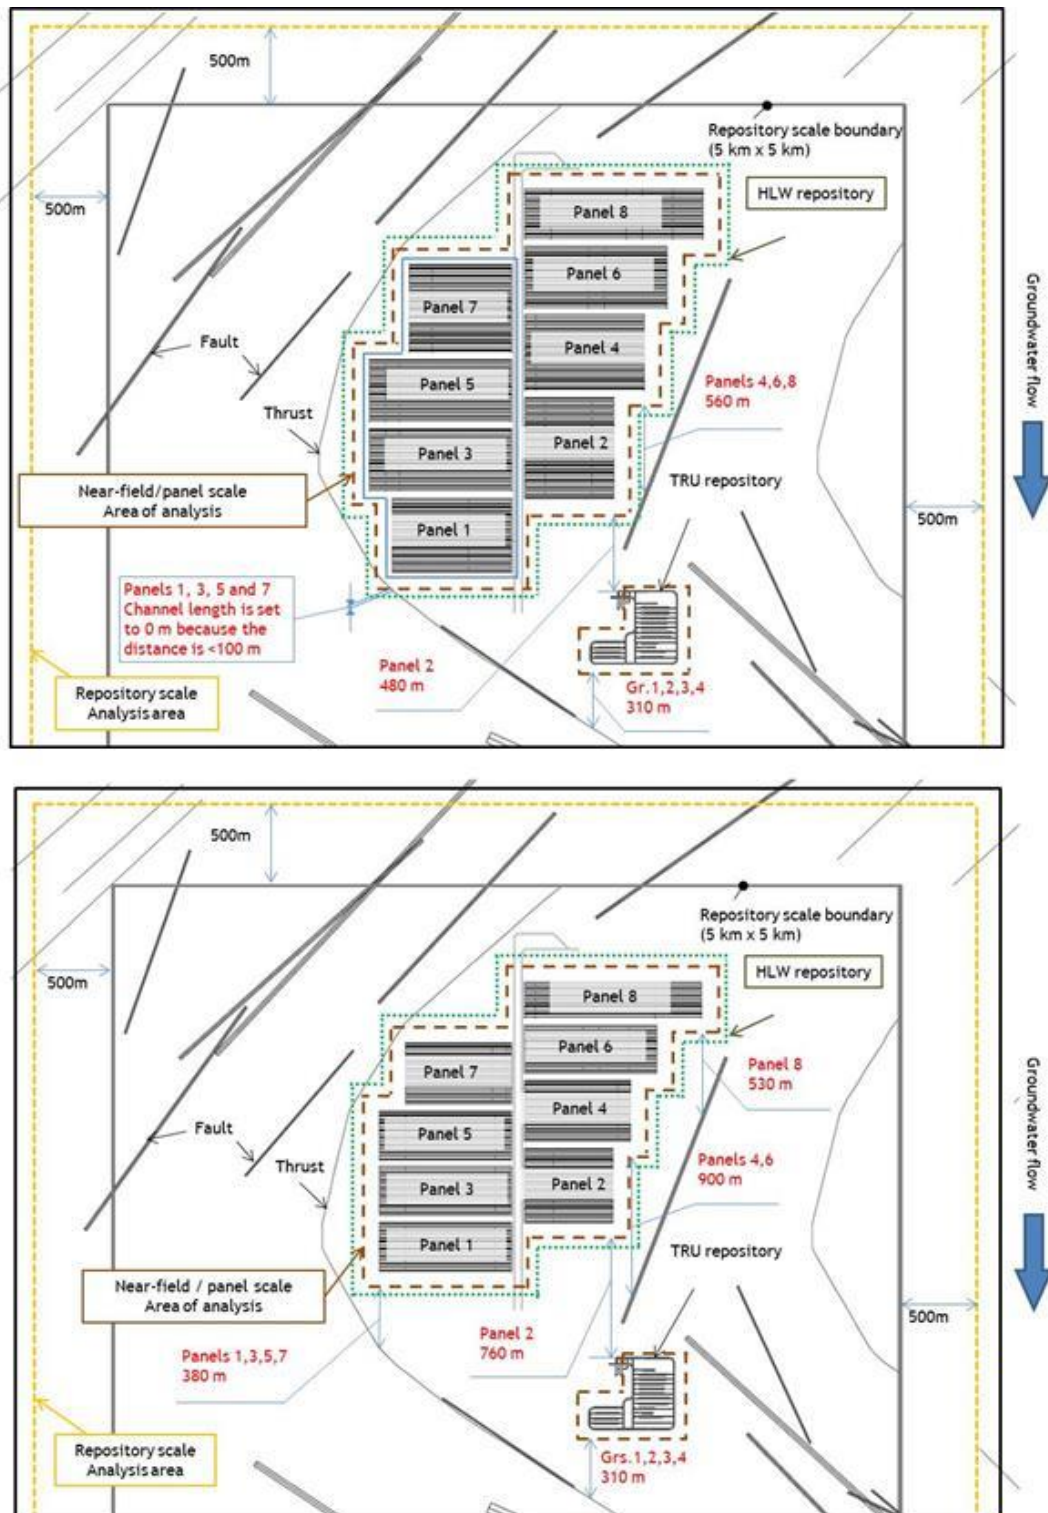 500m
Repository scale boundary
(5 km x 5 km)
500m
HLW repository
Panel 8
Panel 6
Panel 7
Groundwater flow
Fault
Panel 4
Panel 5
Panels 4,6,8
560 m
Thrust
Panel 2
Panel 3
TRU repository
Near-field/panel scale
Area of analysis
500m
Panel 1
Panels 1, 3, 5 and 7
Channel length is set
to 0 m because the
distance is <100 m
Panel 2
480 m
Repository scale
Analysis area
Gr.1,2,3,4
310 m
500m
Repository scale boundary
(5 km x 5 km)
500m
HLW repository
Panel 8
Panel 6
Panel 7
Panel 8
530 m
Groundwater flow
Panel 4
Fault
Panel 5
Thrust
Panels 4,6
900 m
Panel 3
Panel 2
Panel 1
TRU repository
Near-field / panel scale
Area of analysis
500m
Panel 2
760 m
Panels 1,3,5,7
380 m
Repository scale
Analysis area
Grs.1,2,3,4
310 m